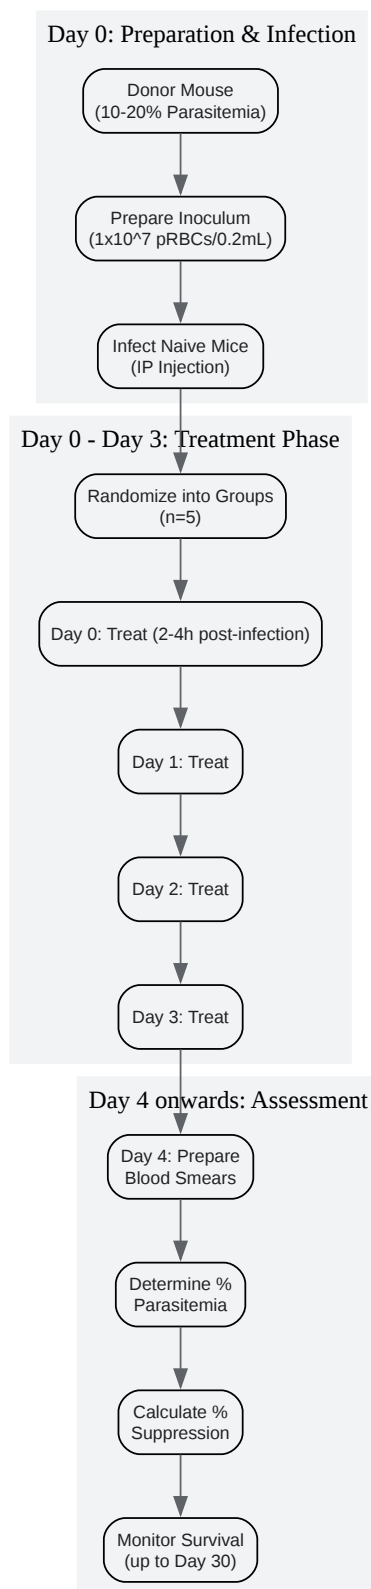 Day 0: Preparation & Infection
Donor Mouse
(10-20% Parasitemia)
Prepare Inoculum
(1x10^7 pRBCs/0.2mL)
Infect Naive Mice
(IP Injection)
Day 0 - Day 3: Treatment Phase
Randomize into Groups
(n=5)
Day 0: Treat (2-4h post-infection)
Day 1: Treat
Day 2: Treat
Day 3: Treat
Day 4 onwards: Assessment
Day 4: Prepare
Blood Smears
Determine %
Parasitemia
Calculate %
Suppression
Monitor Survival
(up to Day 30)